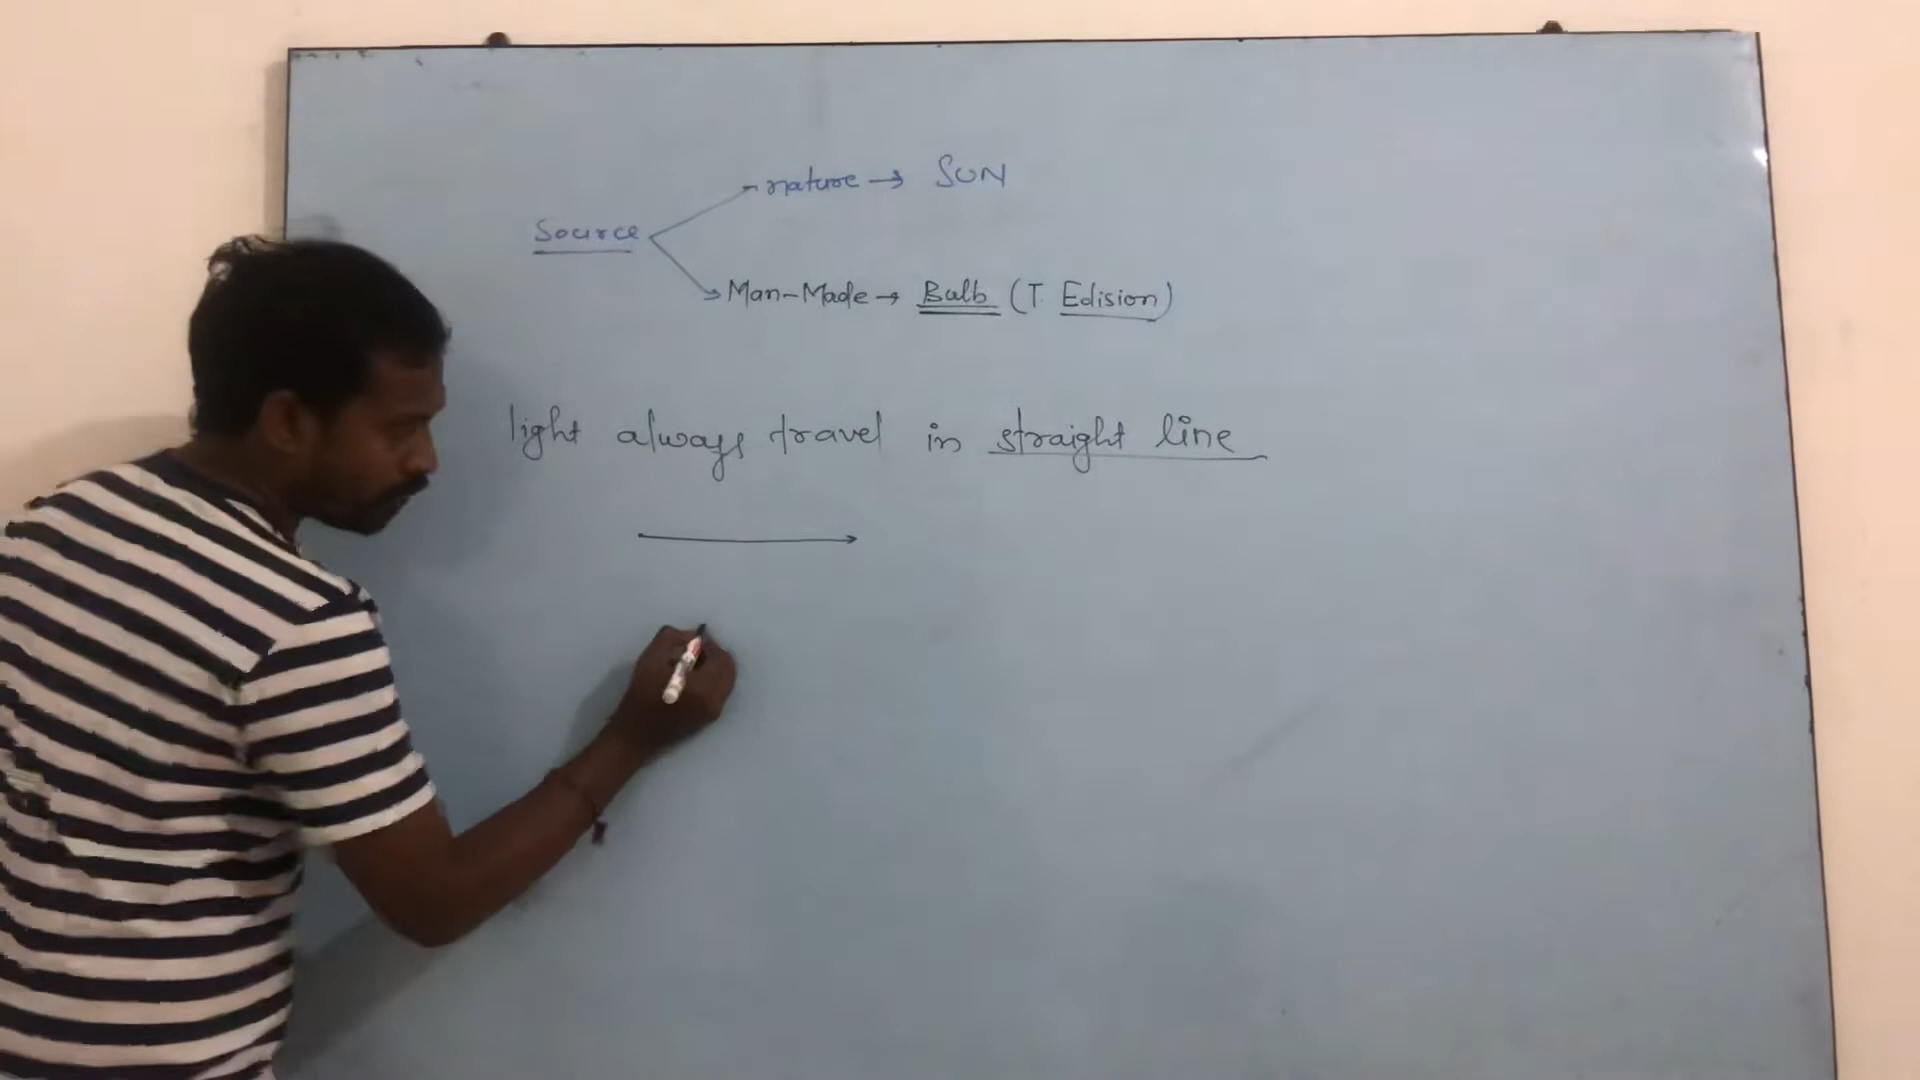 nature → SUN
Source
Man-Made → Bulb (T. Edision)
light always travel in straight line